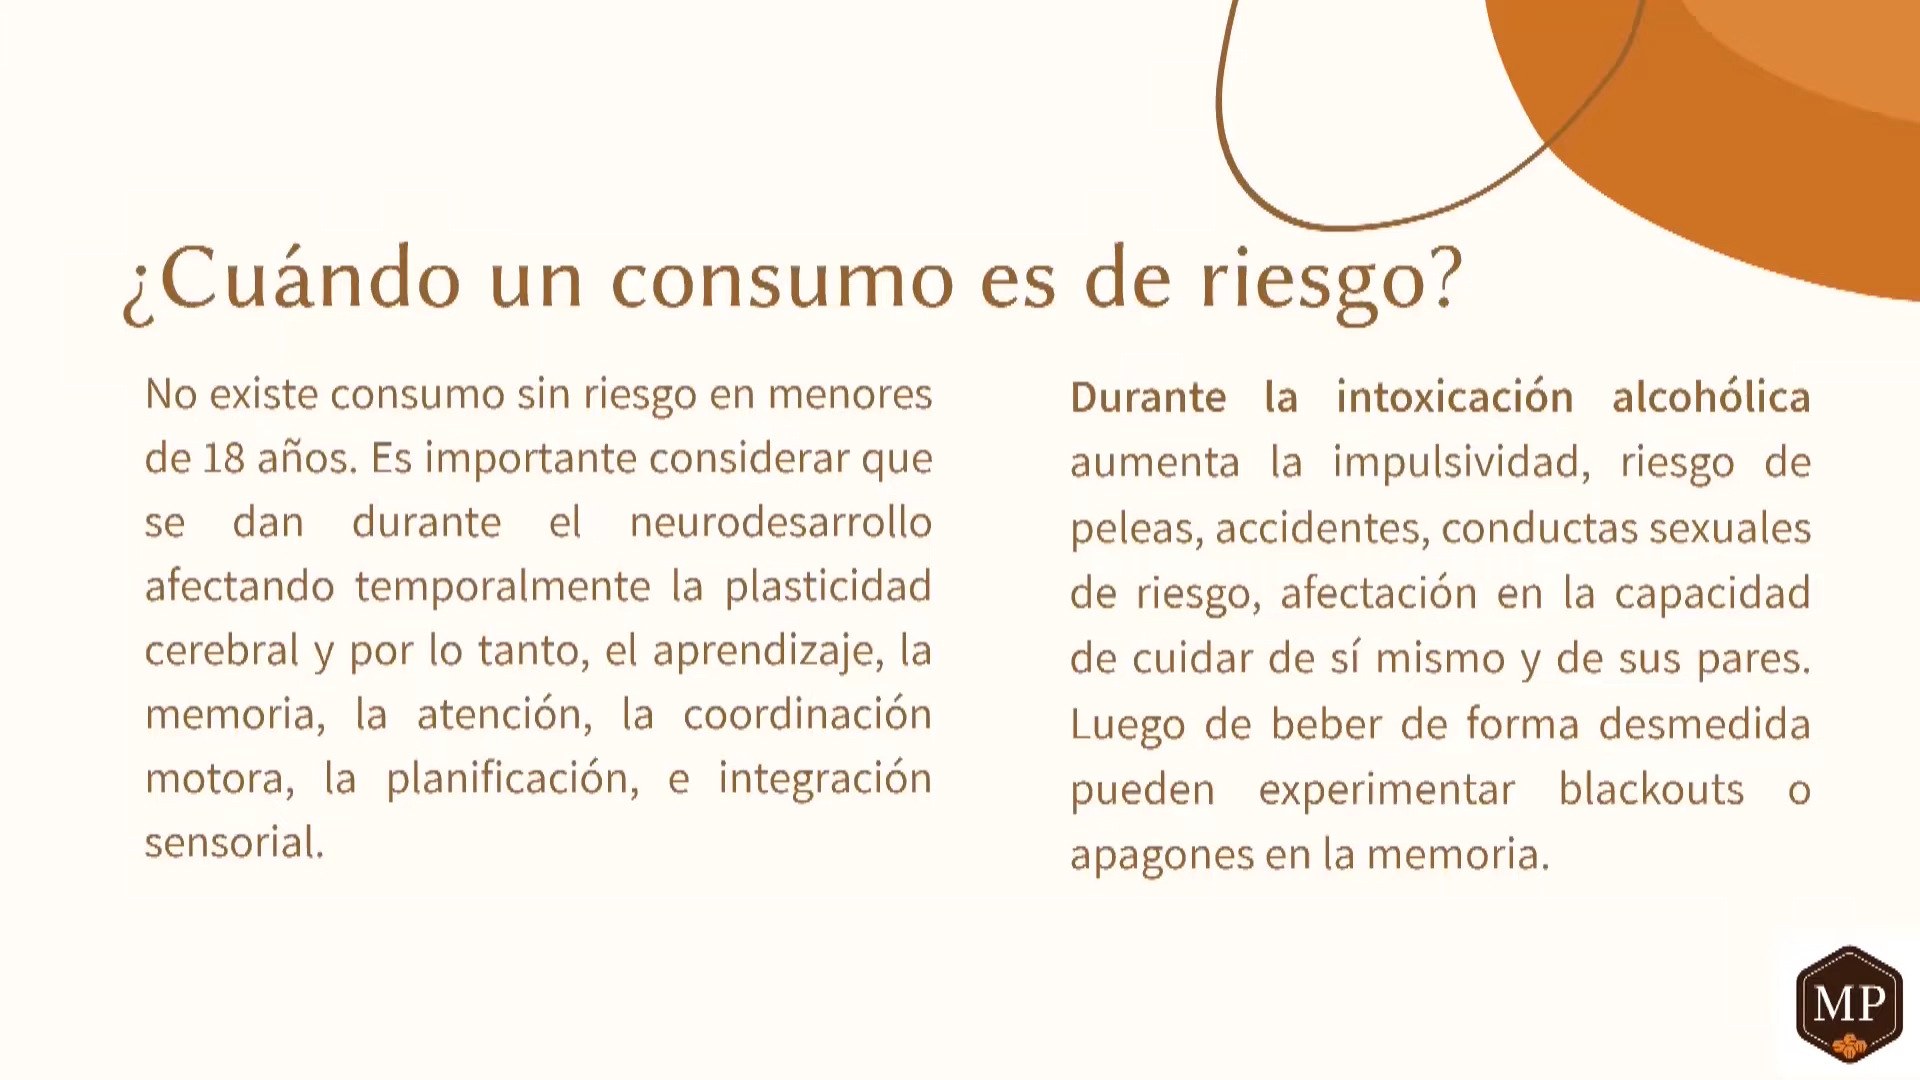 ¿Cuándo un consumo es de riesgo?
No existe consumo sin riesgo en menores
de 18 años. Es importante considerar que
se dan durante el neurodesarrollo
afectando temporalmente la plasticidad
cerebral y por lo tanto, el aprendizaje, la
memoria, la atención, la coordinación
motora, la planificación, e integración
sensorial.
Durante la intoxicación alcohólica
aumenta la impulsividad, riesgo de
peleas, accidentes, conductas sexuales
de riesgo, afectación en la capacidad
de cuidar de sí mismo y de sus pares.
Luego de beber de forma desmedida
pueden experimentar blackouts o
apagones en la memoria.
MP